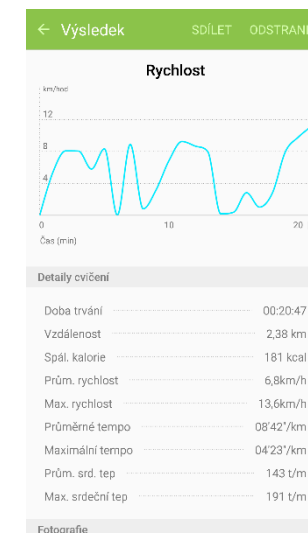 ← Výsledek SDÍLET ODSTRANI
Rychlost
km/hod
12
8
4
0 10 20
Čas (min)
Detaily cvičení
Doba trvání 00:20:47
Vzdálenost 2,38 km
Spál. kalorie 181 kcal
Prům. rychlost 6,8km/h
Max. rychlost 13,6km/h
Průměrné tempo 08'42"/km
Maximální tempo 04'23"/km
Prům. srd. tep 143 t/m
Max. srdeční tep 191 t/m
Fotografie